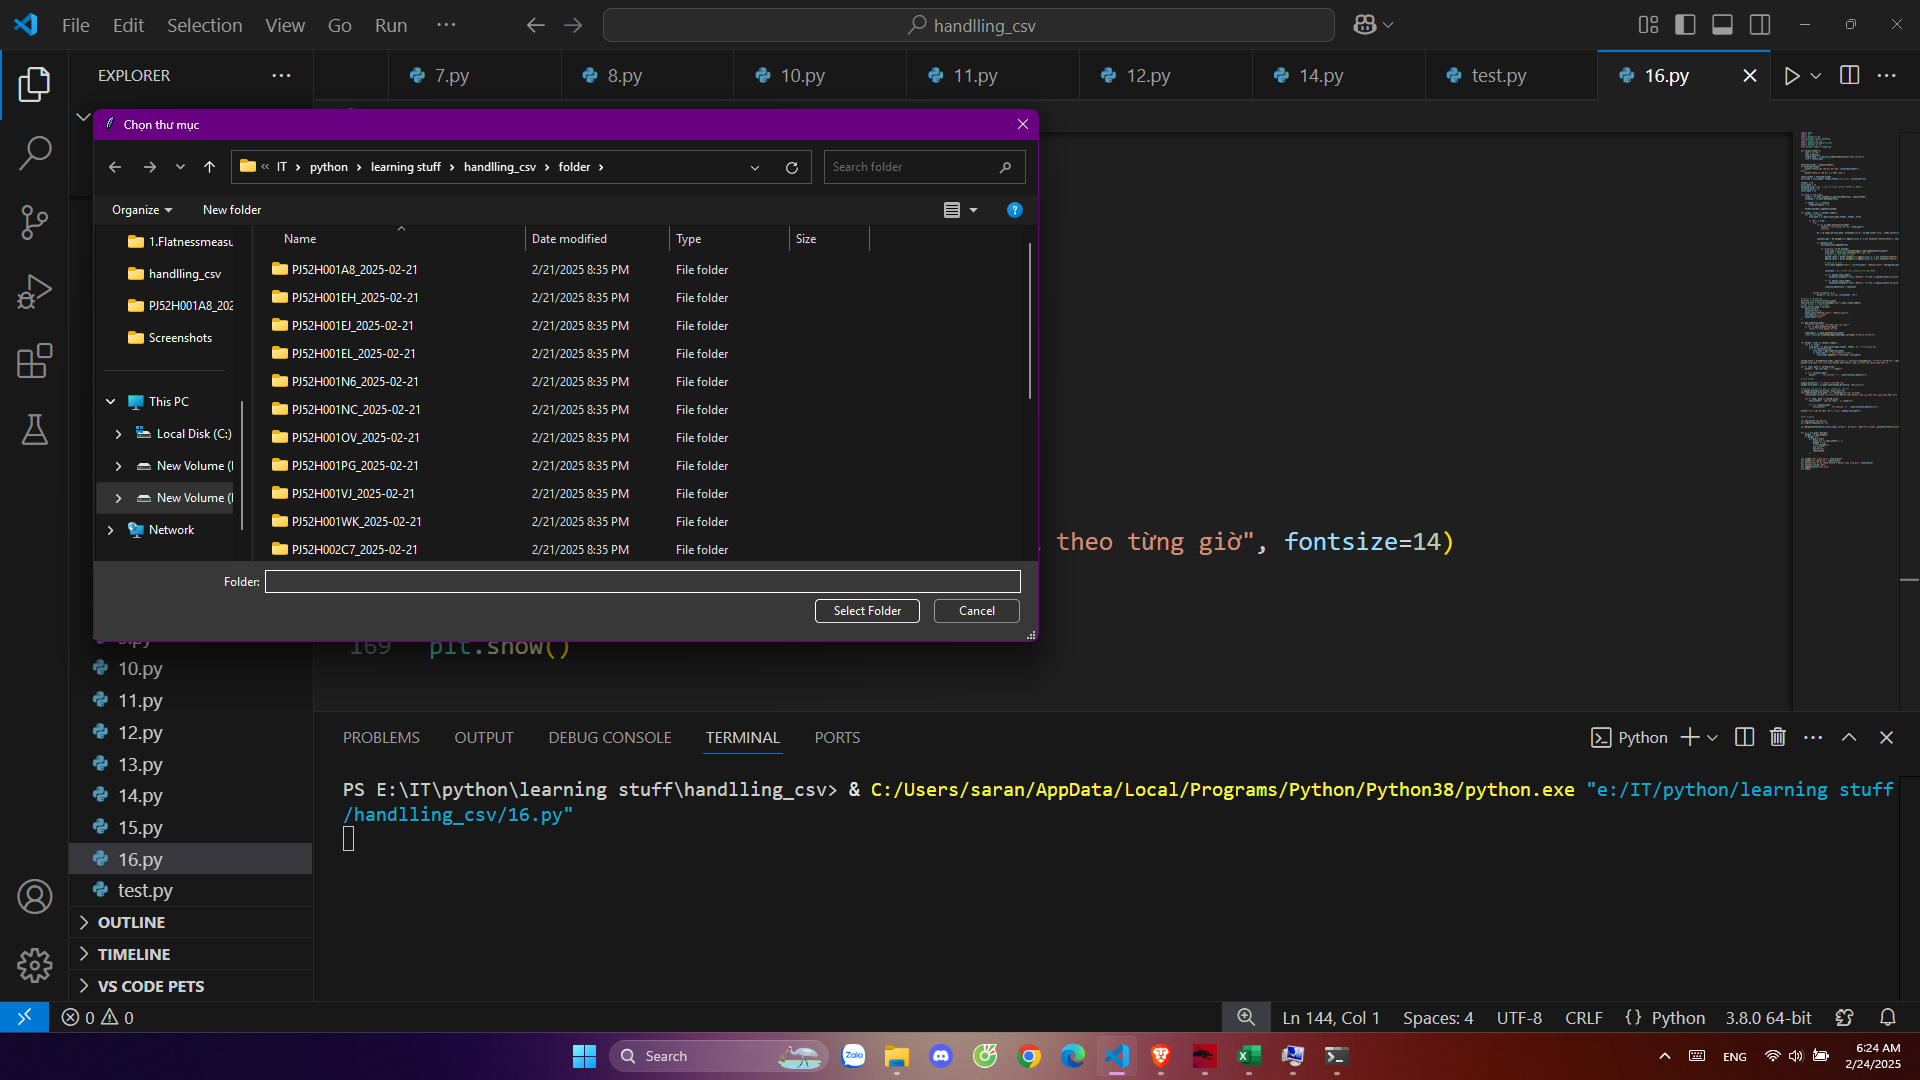 File Edit Selection View Go Run ···
handlling_csv
EXPLORER
7.py
8.py
10.py
11.py
12.py
14.py
test.py
16.py
Chọn thư mục
IT > python > learning stuff > handlling_csv > folder >
Search folder
Organize
New folder
1.Flatnessmeasu
handlling_csv
PJ52H001A8_202
Screenshots
This PC
Local Disk (C:)
New Volume (
New Volume (
Network
Name Date modified Type Size
PJ52H001A8_2025-02-21 2/21/2025 8:35 PM File folder
PJ52H001EH_2025-02-21 2/21/2025 8:35 PM File folder
PJ52H001EJ_2025-02-21 2/21/2025 8:35 PM File folder
PJ52H001EL_2025-02-21 2/21/2025 8:35 PM File folder
PJ52H001N6_2025-02-21 2/21/2025 8:35 PM File folder
PJ52H001NC_2025-02-21 2/21/2025 8:35 PM File folder
PJ52H001OV_2025-02-21 2/21/2025 8:35 PM File folder
PJ52H001PG_2025-02-21 2/21/2025 8:35 PM File folder
PJ52H001VJ_2025-02-21 2/21/2025 8:35 PM File folder
PJ52H001WK_2025-02-21 2/21/2025 8:35 PM File folder
PJ52H002C7_2025-02-21 2/21/2025 8:35 PM File folder
Folder:
Select Folder
Cancel
theo từng giờ", fontsize=14)
169 plt.show()
10.py
11.py
12.py
13.py
14.py
15.py
16.py
test.py
OUTLINE
TIMELINE
VS CODE PETS
PROBLEMS OUTPUT DEBUG CONSOLE TERMINAL PORTS
Python
PS E:\IT\python\learning stuff\handlling_csv> & C:/Users/saran/AppData/Local/Programs/Python/Python38/python.exe "e:/IT/python/learning stuff
/handlling_csv/16.py"
0 0
Ln 144, Col 1 Spaces: 4 UTF-8 CRLF {} Python 3.8.0 64-bit
Search
Zalo
ENG
6:24 AM
2/24/2025